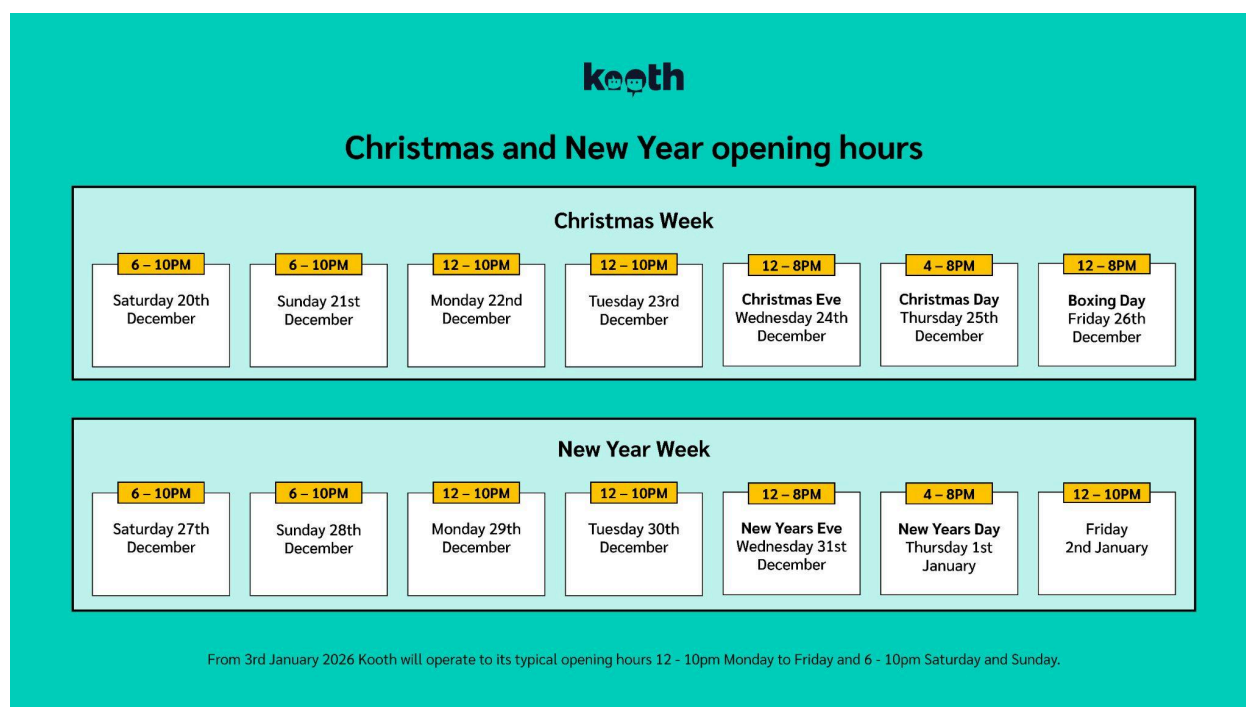 kooth
Christmas and New Year opening hours
Christmas Week
6 – 10PM
Saturday 20th
December
6 – 10PM
Sunday 21st
December
12 – 10PM
Monday 22nd
December
12 – 10PM
Tuesday 23rd
December
12 – 8PM
Christmas Eve
Wednesday 24th
December
4 – 8PM
Christmas Day
Thursday 25th
December
12 – 8PM
Boxing Day
Friday 26th
December
New Year Week
6 – 10PM
Saturday 27th
December
6 – 10PM
Sunday 28th
December
12 – 10PM
Monday 29th
December
12 – 10PM
Tuesday 30th
December
12 – 8PM
New Years Eve
Wednesday 31st
December
4 – 8PM
New Years Day
Thursday 1st
January
12 – 10PM
Friday
2nd January
From 3rd January 2026 Kooth will operate to its typical opening hours 12 - 10pm Monday to Friday and 6 - 10pm Saturday and Sunday.